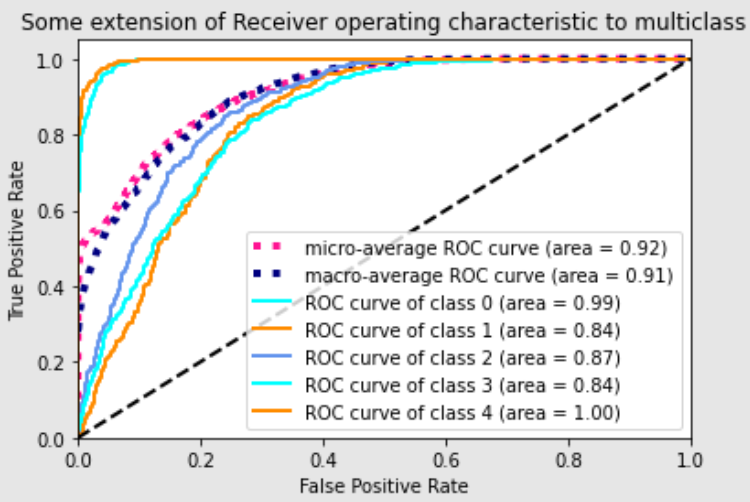 Some extension of Receiver operating characteristic to multiclass
1.0
0.8
0.6
0.4
0.2
0.0
True Positive Rate
micro-average ROC curve (area = 0.92)
macro-average ROC curve (area = 0.91)
ROC curve of class 0 (area = 0.99)
ROC curve of class 1 (area = 0.84)
ROC curve of class 2 (area = 0.87)
ROC curve of class 3 (area = 0.84)
ROC curve of class 4 (area = 1.00)
0.0 0.2 0.4 0.6 0.8 1.0
False Positive Rate